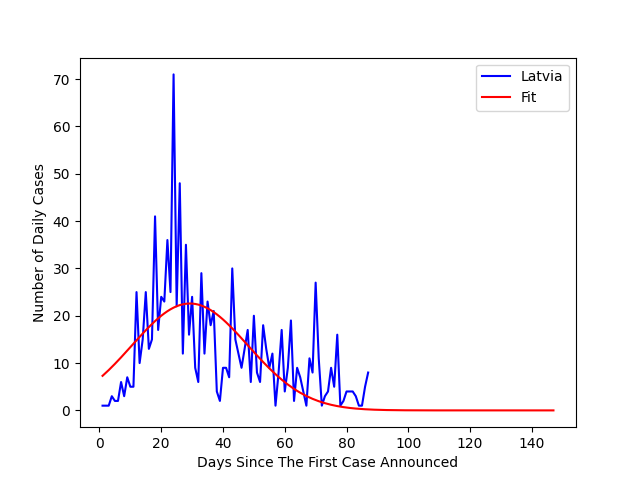 Latvia
Fit
70
60
50
40
30
20
10
0
Number of Daily Cases
0 20 40 60 80 100 120 140
Days Since The First Case Announced